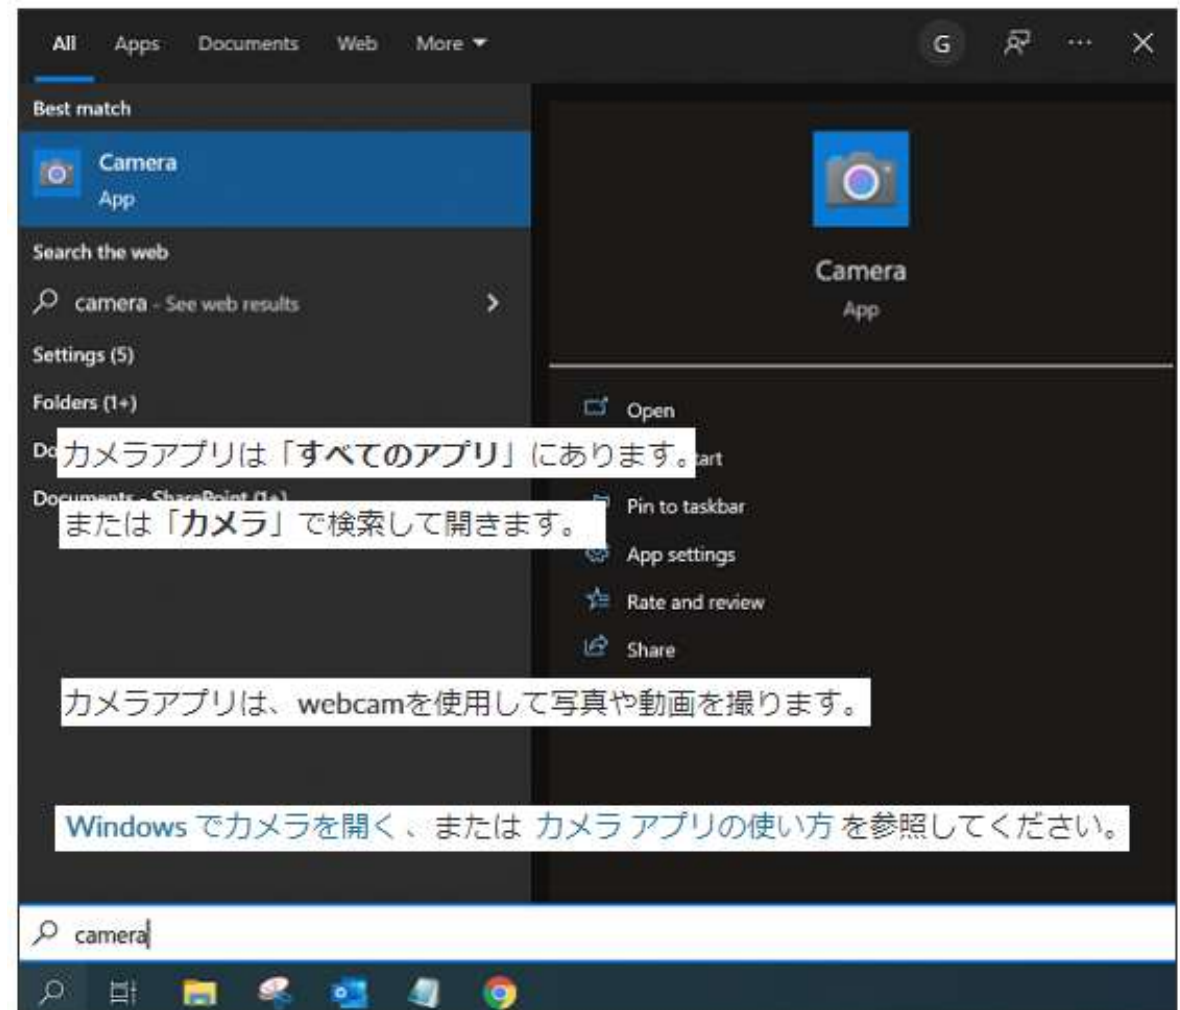 All Apps Documents Web More G
Best match
Camera
App
Search the web
camera - See web results
Settings (5)
Folders (1+)
カメラアプリは「すべてのアプリ」にあります。
Documents - SharePoint (1+)
または「カメラ」で検索して開きます。
Camera
App
Open
Pin to taskbar
App settings
Rate and review
Share
カメラアプリは、webcamを使用して写真や動画を撮ります。
Windows でカメラを開く 、または カメラ アプリの使い方 を参照してください。
camera